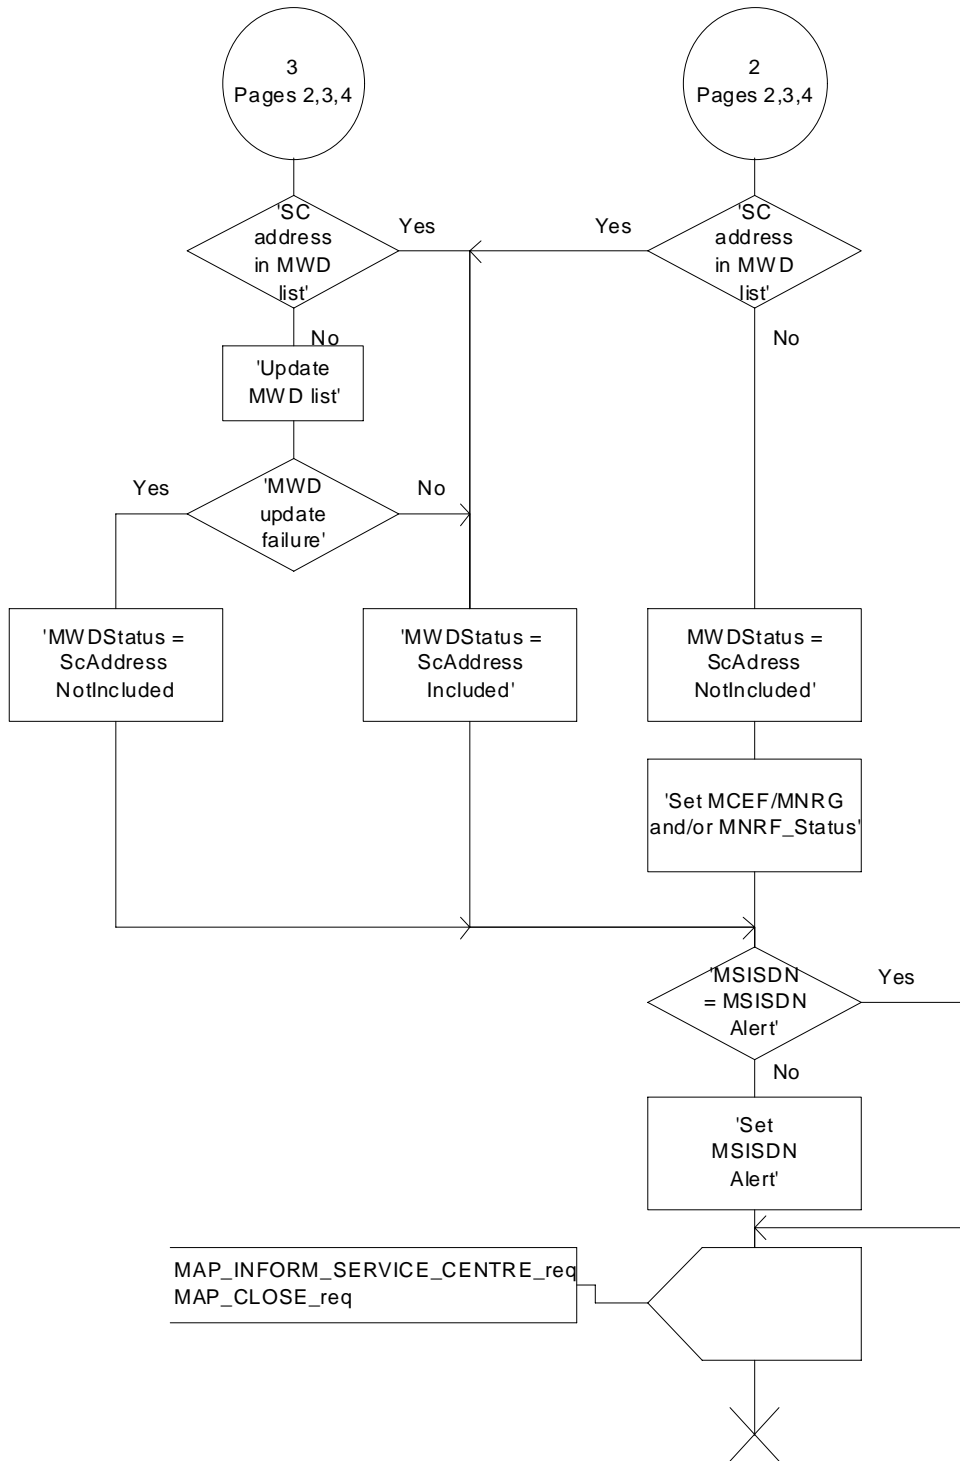 3
Pages 2,3,4
2
Pages 2,3,4
'SC
address
in MWD
list'
Yes
Yes
'SC
address
in MWD
list'
No
No
'Update
MWD list'
Yes
'MWD
update
failure'
No
'MWDStatus =
ScAddress
NotIncluded
'MWDStatus =
ScAddress
Included'
MWDStatus =
ScAdress
NotIncluded'
'Set MCEF/MNRG
and/or MNRF_Status'
'MSISDN
= MSISDN
Alert'
Yes
No
'Set
MSISDN
Alert'
MAP_INFORM_SERVICE_CENTRE_req
MAP_CLOSE_req